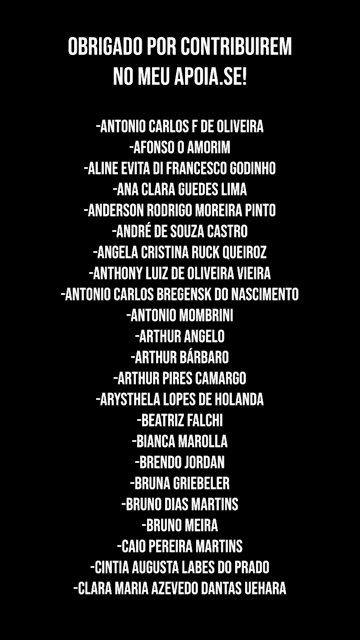 OBRIGADO POR CONTRIBUIREM
NO MEU APOIA.SE!
-ANTONIO CARLOS F DE OLIVEIRA
-AFONSO O AMORIM
-ALINE EVITA DI FRANCESCO GODINHO
-ANA CLARA GUEDES LIMA
-ANDERSON RODRIGO MOREIRA PINTO
-ANDRÉ DE SOUZA CASTRO
-ANGELA CRISTINA RUCK QUEIROZ
-ANTHONY LUIZ DE OLIVEIRA VIEIRA
-ANTONIO CARLOS BREGENSK DO NASCIMENTO
-ANTONIO MOMBRINI
-ARTHUR ANGELO
-ARTHUR BÁRBARO
-ARTHUR PIRES CAMARGO
-ARYSTHELA LOPES DE HOLANDA
-BEATRIZ FALCHI
-BIANCA MAROLLA
-BRENDO JORDAN
-BRUNA GRIEBELER
-BRUNO DIAS MARTINS
-BRUNO MEIRA
-CAIO PEREIRA MARTINS
-CINTIA AUGUSTA LABES DO PRADO
-CLARA MARIA AZEVEDO DANTAS UEHARA